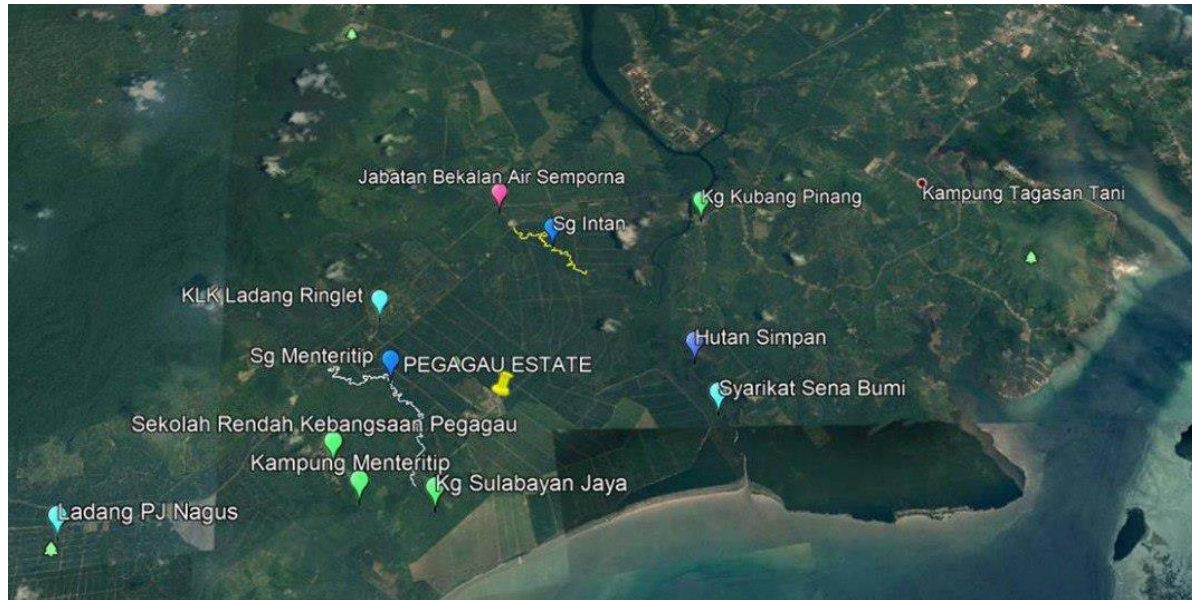 Jabatan Bekalan Air Semporna
Kampung Tagasan Tani
Kg Kubang Pinang
Sg Intan
KLK Ladang Ringlet
Hutan Simpan
Sg Menteritip
PEGAGAU ESTATE
Syarikat Sena Bumi
Sekolah Rendah Kebangsaan Pegagau
Kampung Menteritip
Kg Sulabayan Jaya
Ladang PJ Nagus